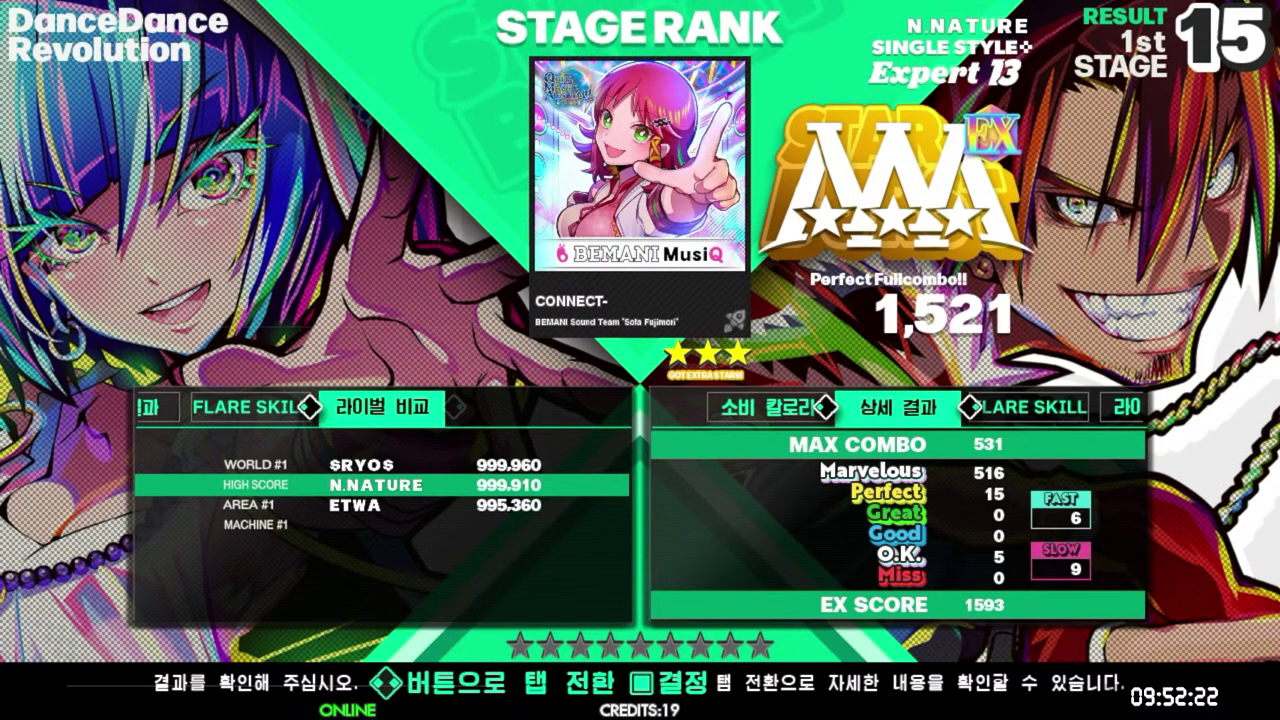 DanceDance
Revolution
STAGE RANK
N.NATURE
SINGLE STYLE
Expert 13
RESULT
1st
STAGE
15
BEMANI MusiQ
AAA
EX
Perfect Fullcombo!!
1,521
CONNECT-
BEMANI Sound Team "Sota Fujimori"
GOT EXTRA STARS!
FLARE SKIL
라이벌 비교
WORLD #1 $RYO$ 999,960
HIGH SCORE N.NATURE 999,910
AREA #1 ETWA 995,360
MACHINE #1
소비 칼로리
상세 결과
LARE SKILL
라이
MAX COMBO 531
Marvelous 516
Perfect 15
Great 0
Good 0
O.K. 5
Miss 0
FAST
6
SLOW
9
EX SCORE 1593
결과를 확인해 주십시오. 버튼으로 탭 전환 결정 탭 전환으로 자세한 내용을 확인할 수 있습니다.
ONLINE
CREDITS:19
09:52:22